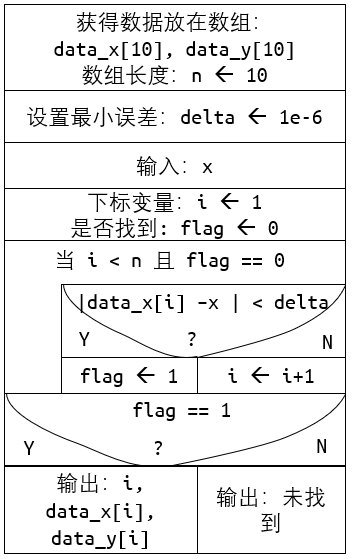 获得数据放在数组:
data_x[10], data_y[10]
数组长度: n ← 10
设置最小误差: delta ← 1e-6
输入: x
下标变量: i ← 1
是否找到: flag ← 0
当 i < n 且 flag == 0
|data_x[i] –x | < delta
Y ? N
flag ← 1 i ← i+1
flag == 1
Y ? N
输出: i,
data_x[i],
data_y[i]
输出: 未找
到